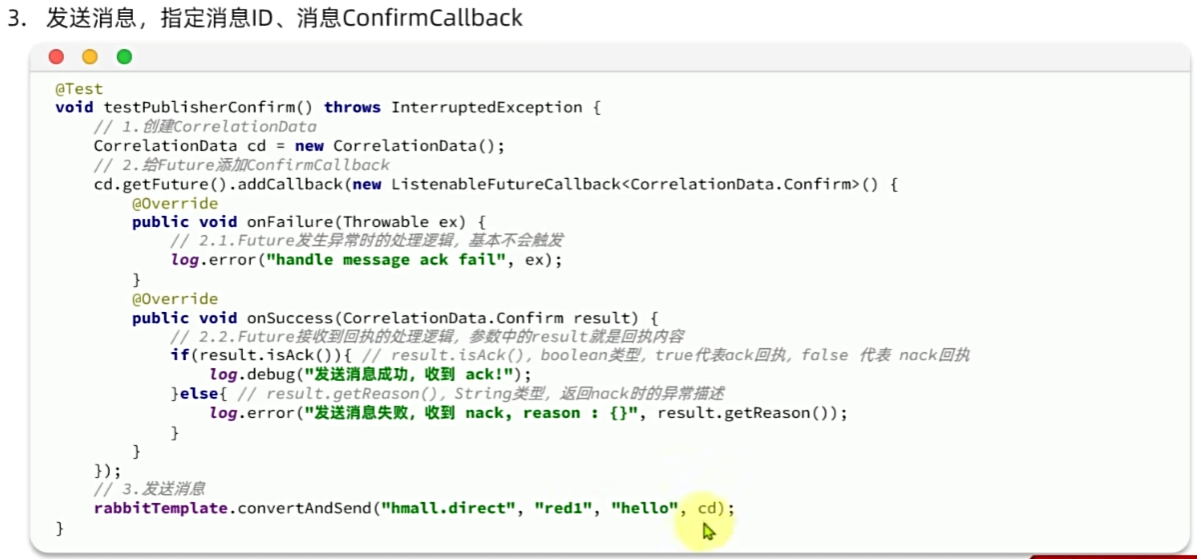 3. 发送消息，指定消息ID、消息ConfirmCallback
@Test
void testPublisherConfirm() throws InterruptedException {
// 1.创建CorrelationData
CorrelationData cd = new CorrelationData();
// 2.给Future添加ConfirmCallback
cd.getFuture().addCallback(new ListenableFutureCallback<CorrelationData.Confirm>() {
@Override
public void onFailure(Throwable ex) {
// 2.1.Future发生异常时的处理逻辑，基本不会触发
log.error("handle message ack fail", ex);
}
@Override
public void onSuccess(CorrelationData.Confirm result) {
// 2.2.Future接收到回执的处理逻辑，参数中的result就是回执内容
if(result.isAck()){ // result.isAck()，boolean类型，true代表ack回执，false 代表 nack回执
log.debug("发送消息成功，收到 ack!");
}else{ // result.getReason()，String类型，返回nack时的异常描述
log.error("发送消息失败，收到 nack, reason : {}", result.getReason());
}
}
});
// 3.发送消息
rabbitTemplate.convertAndSend("hmall.direct", "red1", "hello", cd);
}